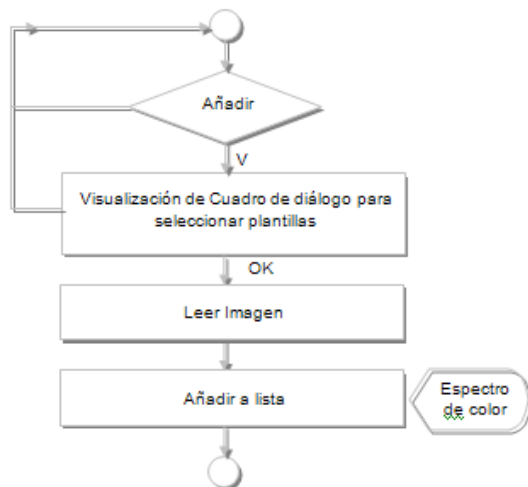 Añadir
V
Visualización de Cuadro de diálogo para
seleccionar plantillas
OK
Leer Imagen
Añadir a lista
Espectro
de color